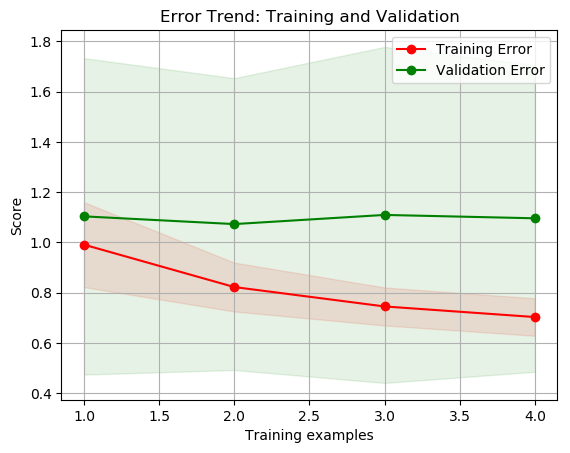 Error Trend: Training and Validation
Training Error
Validation Error
Score
1.8
1.6
1.4
1.2
1.0
0.8
0.6
0.4
1.0 1.5 2.0 2.5 3.0 3.5 4.0
Training examples